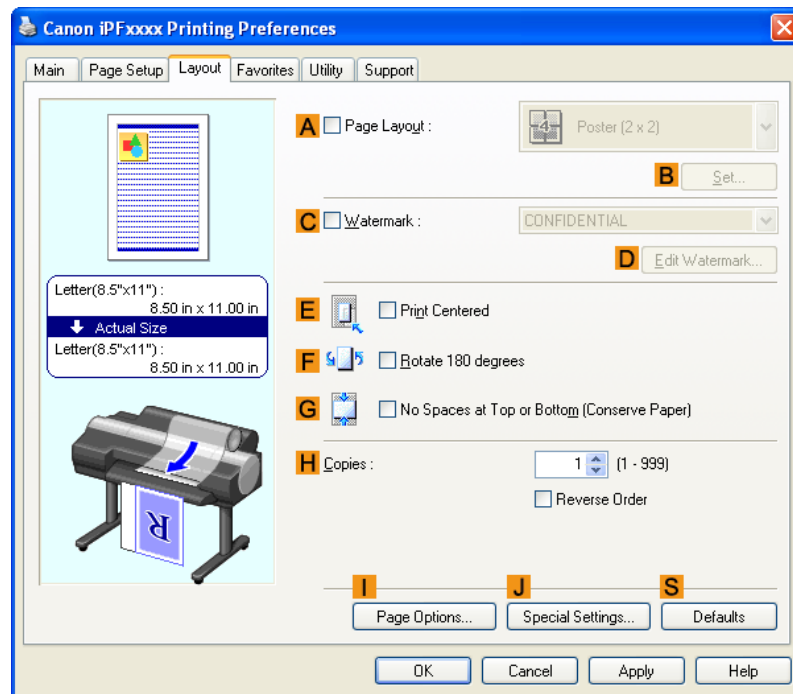 Canon iPFxxxx Printing Preferences
Main Page Setup Layout Favorites Utility Support
A Page Layout : 4 Poster (2 x 2)
B Set...
C Watermark : CONFIDENTIAL
D Edit Watermark...
Letter(8.5"x11") :
8.50 in x 11.00 in
Actual Size
Letter(8.5"x11") :
8.50 in x 11.00 in
E Print Centered
F Rotate 180 degrees
G No Spaces at Top or Bottom (Conserve Paper)
H Copies : 1 (1 - 999)
Reverse Order
R
I J S
Page Options... Special Settings... Defaults
OK Cancel Apply Help